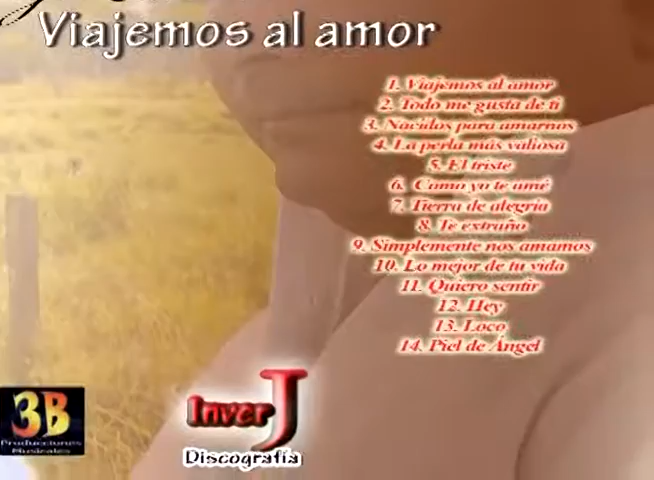 Viajemos al amor
1. Viajemos al amor
2. Todo me gusta de ti
3. Nacidos para amarnos
4. La perla más valiosa
5. El triste
6. Como yo te amé
7. Tierra de alegria
8. Te extraño
9. Simplemente nos amamos
10. Lo mejor de tu vida
11. Quiero sentir
12. Hey
13. Loco
14. Piel de Ángel
3B
Producciones
Musicales
Inver J
Discografía